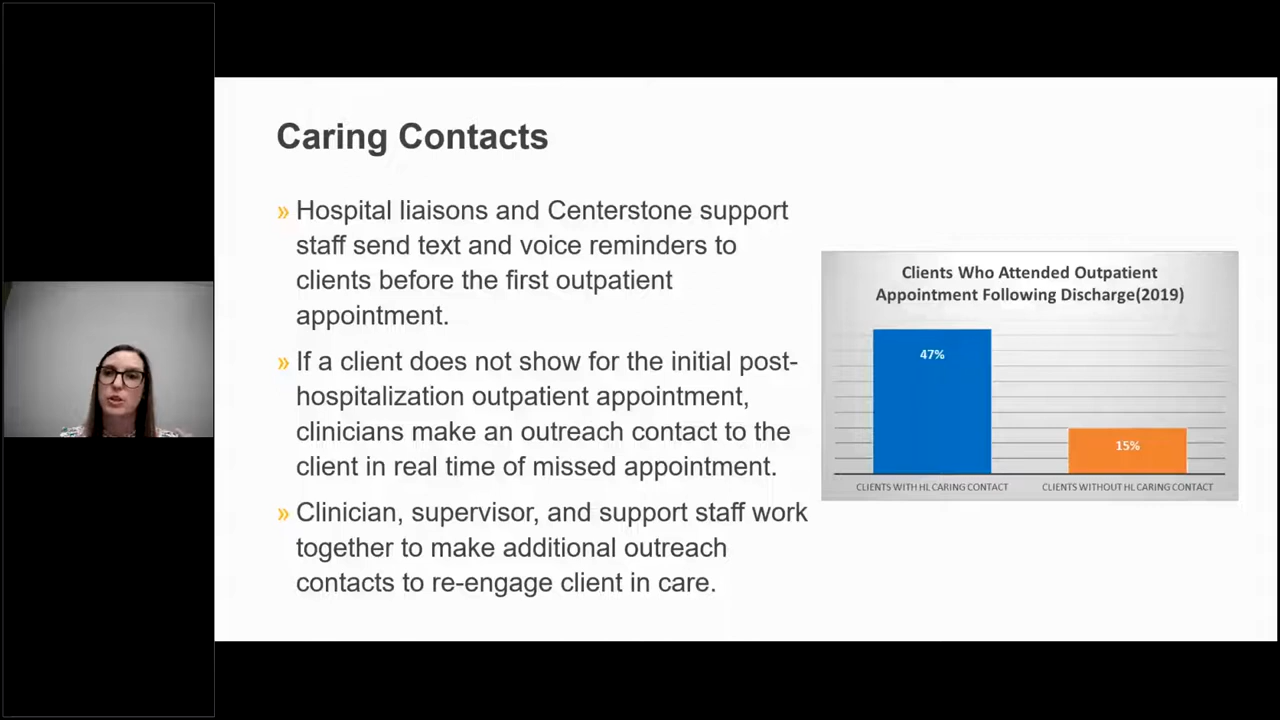 Caring Contacts
» Hospital liaisons and Centerstone support
staff send text and voice reminders to
clients before the first outpatient
appointment.
» If a client does not show for the initial post-
hospitalization outpatient appointment,
clinicians make an outreach contact to the
client in real time of missed appointment.
» Clinician, supervisor, and support staff work
together to make additional outreach
contacts to re-engage client in care.
Clients Who Attended Outpatient
Appointment Following Discharge(2019)
47%
15%
CLIENTS WITH HL CARING CONTACT
CLIENTS WITHOUT HL CARING CONTACT